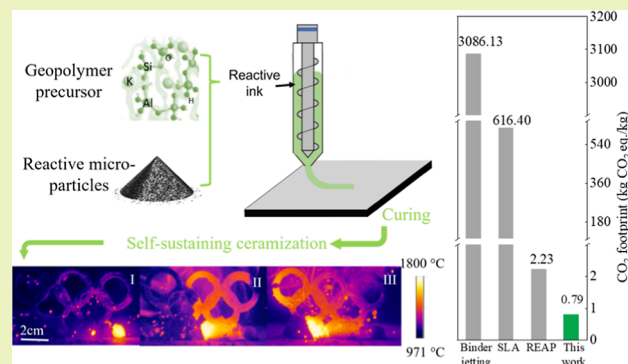 Geopolymer
precursor
Si
O
K
Al
H
Reactive
ink
Reactive micro-
particles
Curing
Self-sustaining ceramization
I
II
III
2cm
1800 °C
971 °C
3086.13
616.40
2.23
0.79
3200
3100
3000
540
360
180
2
1
0
CO₂ footprint (kg CO₂ eq./kg)
Binder SLA REAP This
jetting work